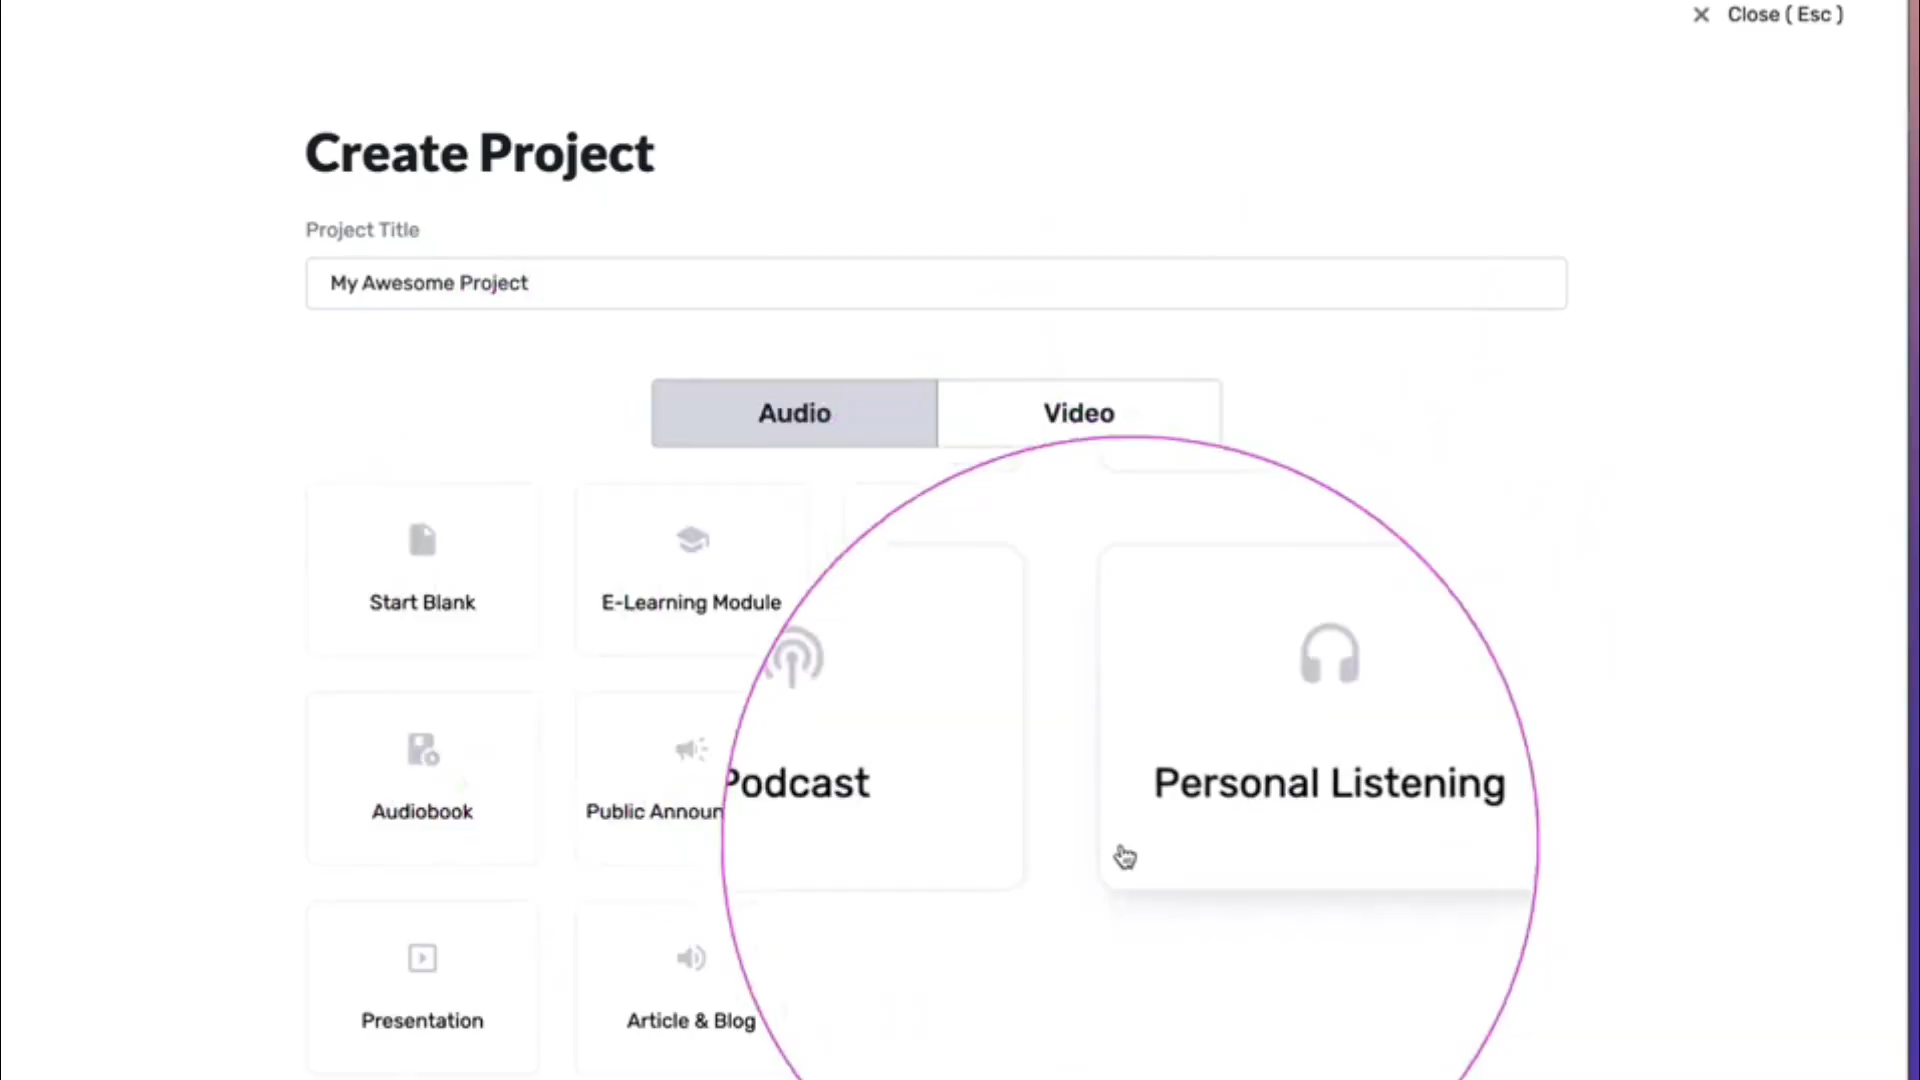 Close ( Esc )
Create Project
Project Title
My Awesome Project
Audio
Video
Start Blank
E-Learning Module
Audiobook
Public Announ
Podcast
Personal Listening
Presentation
Article & Blog